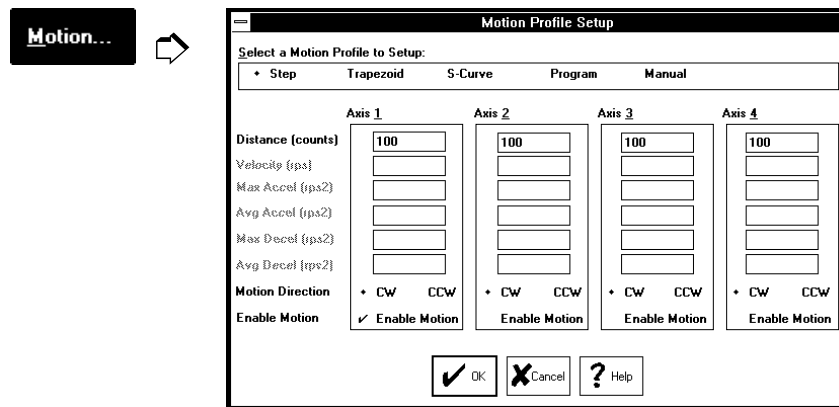 Motion...
Motion Profile Setup
Select a Motion Profile to Setup:
Step Trapezoid S-Curve Program Manual
Axis 1 Axis 2 Axis 3 Axis 4
Distance (counts) 100 100 100 100
Velocity (rps)
Max Accel (rps2)
Avg Accel (rps2)
Max Decel (rps2)
Avg Decel (rps2)
Motion Direction CW CCW CW CCW CW CCW CW CCW
Enable Motion Enable Motion Enable Motion Enable Motion Enable Motion
OK Cancel ? Help